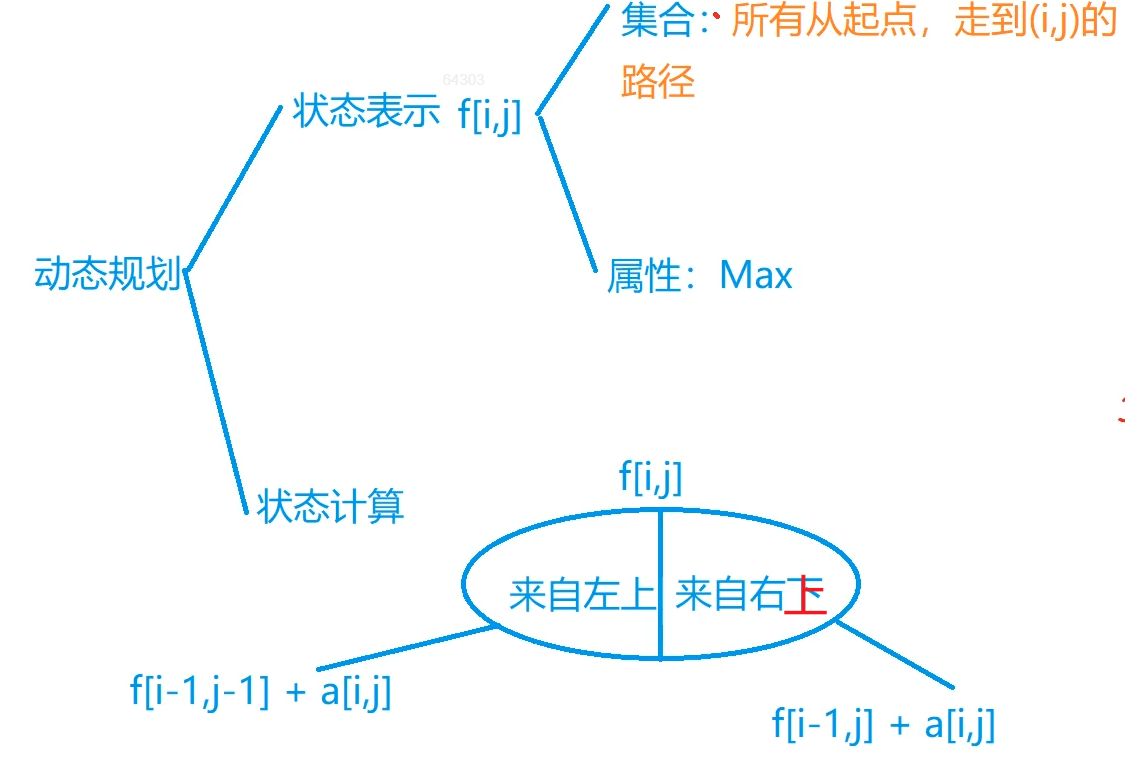 集合：所有从起点，走到(i,j)的
路径
64303
状态表示 f[i,j]
动态规划
属性：Max
状态计算
f[i,j]
来自左上
来自右上
f[i-1,j-1] + a[i,j]
f[i-1,j] + a[i,j]